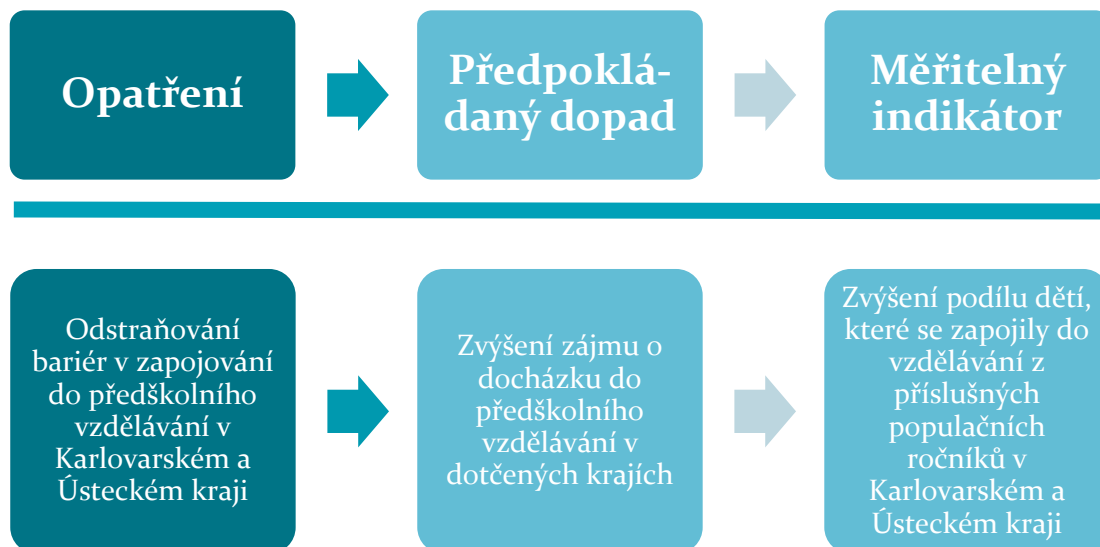 Opatření
Předpoklá-
daný dopad
Měřitelný
indikátor
Odstraňování
bariér v zapojování
do předškolního
vzdělávání v
Karlovarském a
Ústeckém kraji
Zvýšení zájmu o
docházku do
předškolního
vzdělávání v
dotčených krajích
Zvýšení podílu dětí,
které se zapojily do
vzdělávání z
příslušných
populačních
ročníků v
Karlovarském a
Ústeckém kraji